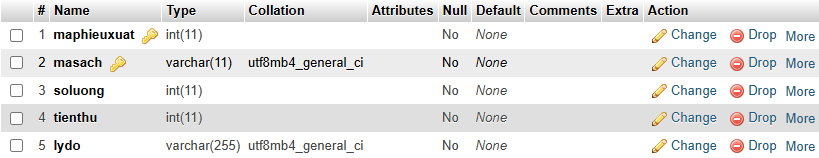 # Name Type Collation Attributes Null Default Comments Extra Action
1 maphieuxuat int(11) No None Change Drop More
2 masach varchar(11) utf8mb4_general_ci No None Change Drop More
3 soluong int(11) No None Change Drop More
4 tienthu int(11) No None Change Drop More
5 lydo varchar(255) utf8mb4_general_ci No None Change Drop More